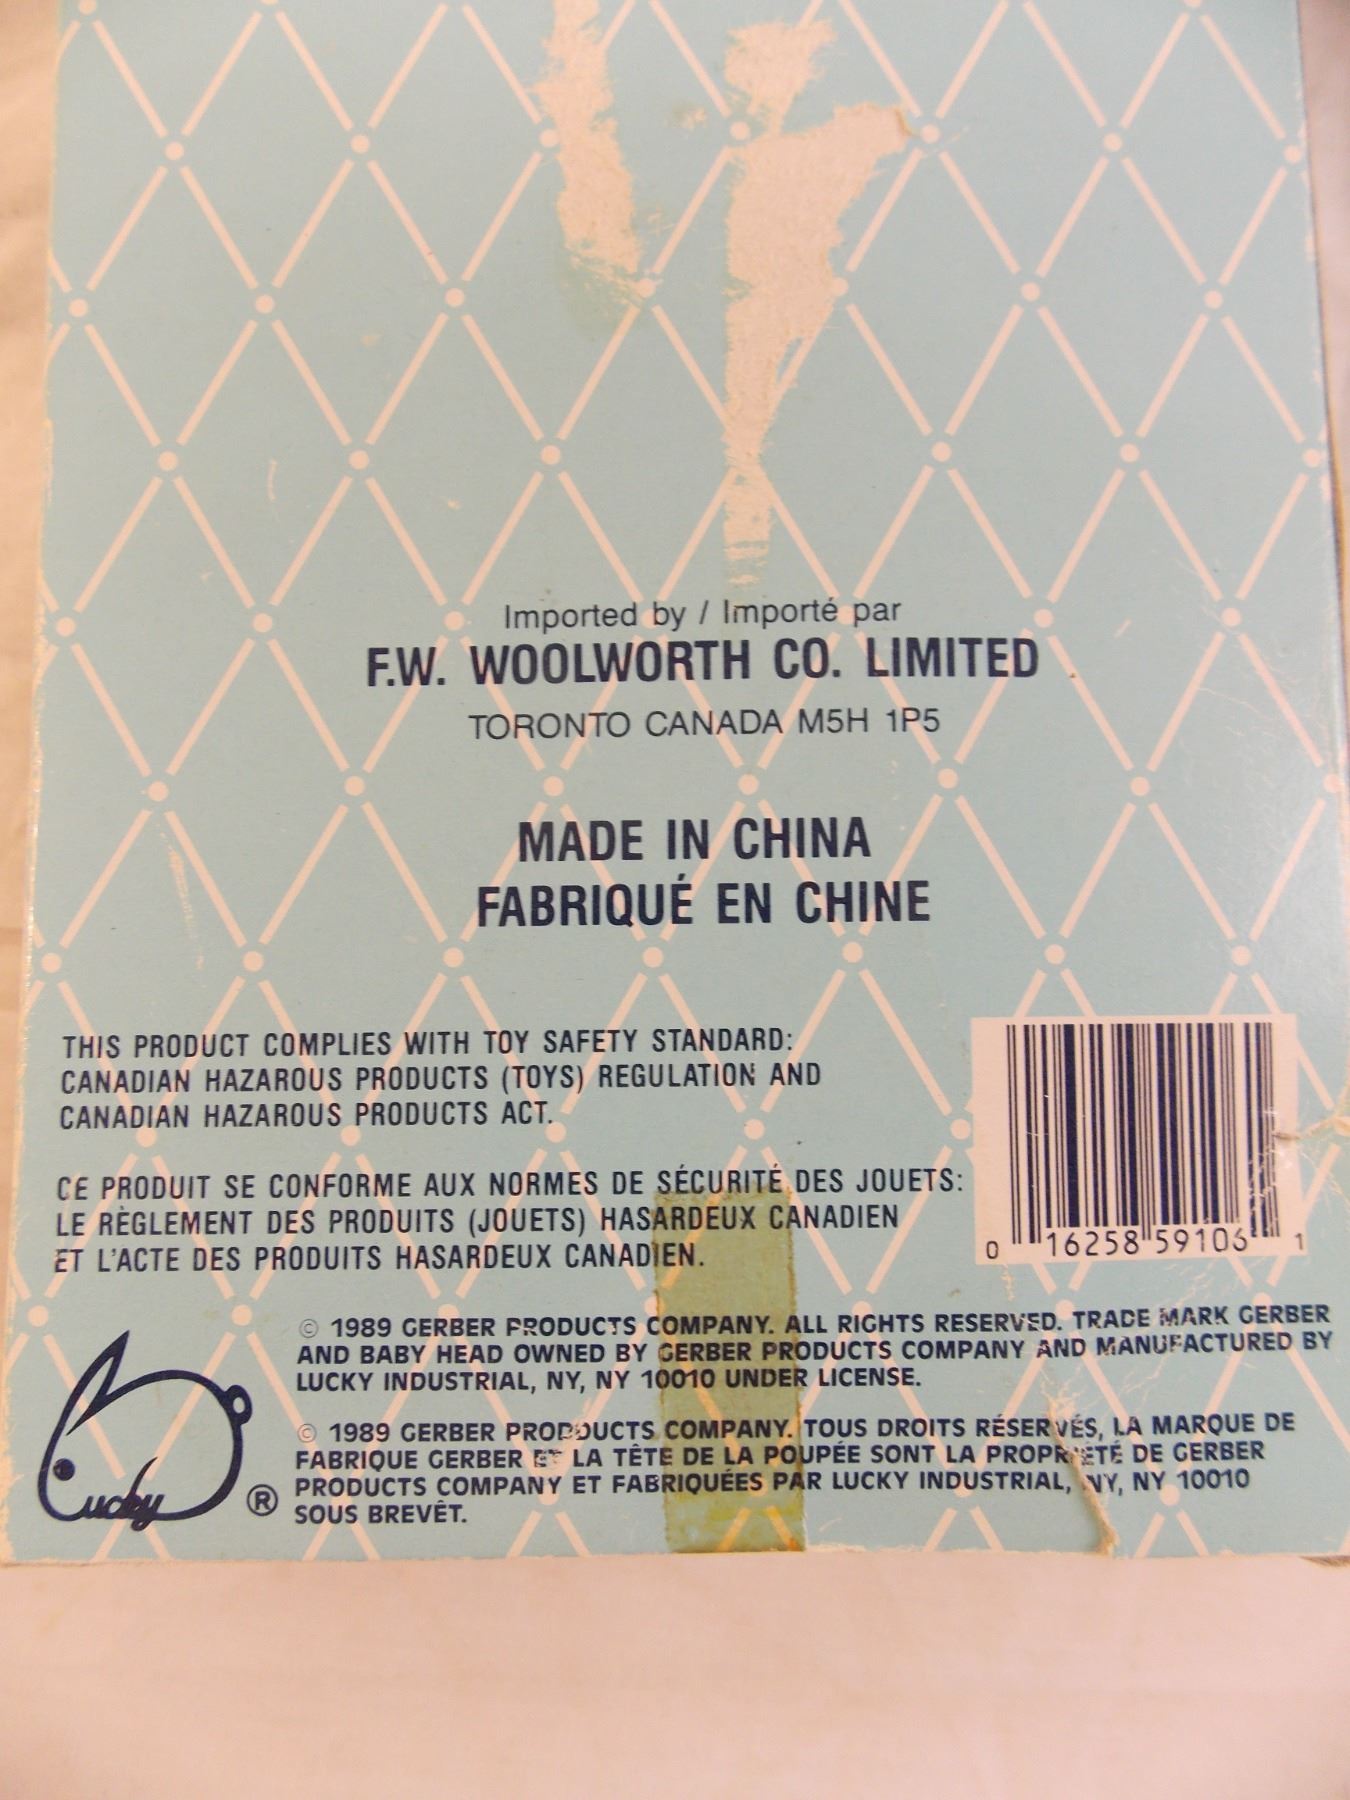 Imported by / Importé par
F.W. WOOLWORTH CO. LIMITED
TORONTO CANADA M5H 1P5
MADE IN CHINA
FABRIQUÉ EN CHINE
THIS PRODUCT COMPLIES WITH TOY SAFETY STANDARD:
CANADIAN HAZAROUS PRODUCTS (TOYS) REGULATION AND
CANADIAN HAZAROUS PRODUCTS ACT.
CE PRODUIT SE CONFORME AUX NORMES DE SÉCURITÉ DES JOUETS:
LE RÈGLEMENT DES PRODUITS (JOUETS) HASARDEUX CANADIEN
ET L'ACTE DES PRODUITS HASARDEUX CANADIEN.
0 16258 59106 1
© 1989 GERBER PRODUCTS COMPANY. ALL RIGHTS RESERVED. TRADE MARK GERBER
AND BABY HEAD OWNED BY GERBER PRODUCTS COMPANY AND MANUFACTURED BY
LUCKY INDUSTRIAL, NY, NY 10010 UNDER LICENSE.
© 1989 GERBER PRODDUCTS COMPANY. TOUS DROITS RÉSERVÉS, LA MARQUE DE
FABRIQUE GERBER ET LA TÊTE DE LA POUPÉE SONT LA PROPRIÉTÉ DE GERBER
PRODUCTS COMPANY ET FABRIQUÉES PAR LUCKY INDUSTRIAL, NY, NY 10010
SOUS BREVÊT.
Lucky ®